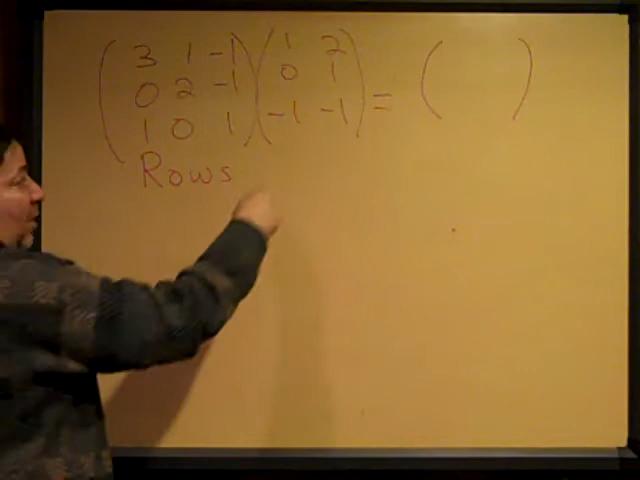 ( 3 1 -1 ) ( 1 2 ) = ( )
0 2 -1 0 1
1 0 1 -1 -1
Rows